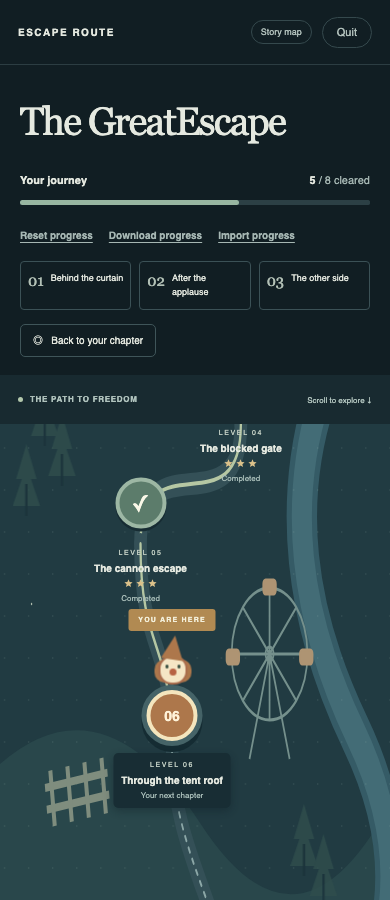 ESCAPE ROUTE
Story map
Quit
The GreatEscape
Your journey
5 / 8 cleared
Reset progress
Download progress
Import progress
01 Behind the curtain
02 After the
applause
03 The other side
Back to your chapter
THE PATH TO FREEDOM
Scroll to explore ↓
LEVEL 04
The blocked gate
Completed
LEVEL 05
The cannon escape
Completed
YOU ARE HERE
06
LEVEL 06
Through the tent roof
Your next chapter